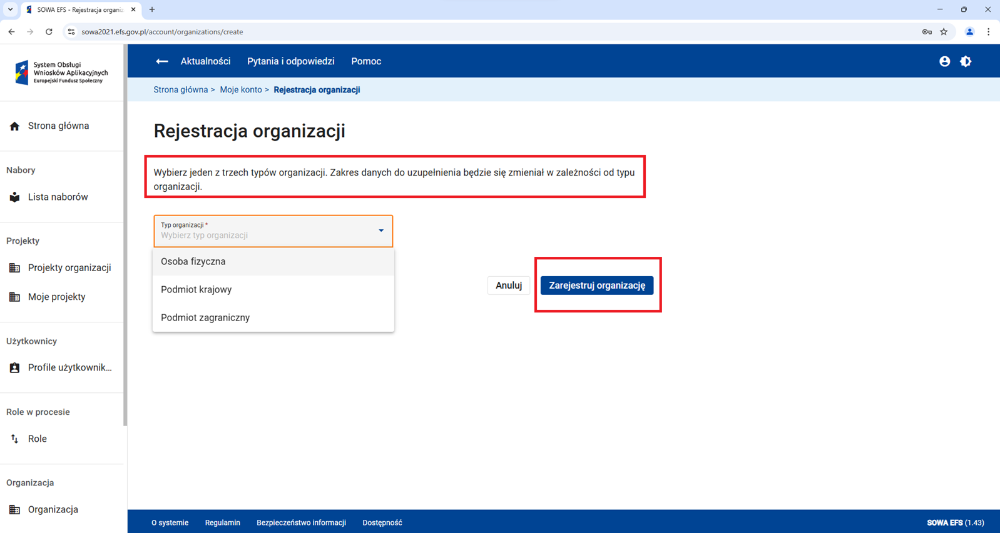 SOWA EFS - Rejestracja organiz
sowa2021.efs.gov.pl/account/organizations/create
System Obsługi
Wniosków Aplikacyjnych
Europejski Fundusz Społeczny
Aktualności Pytania i odpowiedzi Pomoc
Strona główna > Moje konto > Rejestracja organizacji
Strona główna
Nabory
Lista naborów
Projekty
Projekty organizacji
Moje projekty
Użytkownicy
Profile użytkownik...
Role w procesie
Role
Organizacja
Organizacja
Rejestracja organizacji
Wybierz jeden z trzech typów organizacji. Zakres danych do uzupełnienia będzie się zmieniał w zależności od typu
organizacji.
Typ organizacji *
Wybierz typ organizacji
Osoba fizyczna
Podmiot krajowy
Podmiot zagraniczny
Anuluj Zarejestruj organizację
O systemie Regulamin Bezpieczeństwo informacji Dostępność SOWA EFS (1.43)